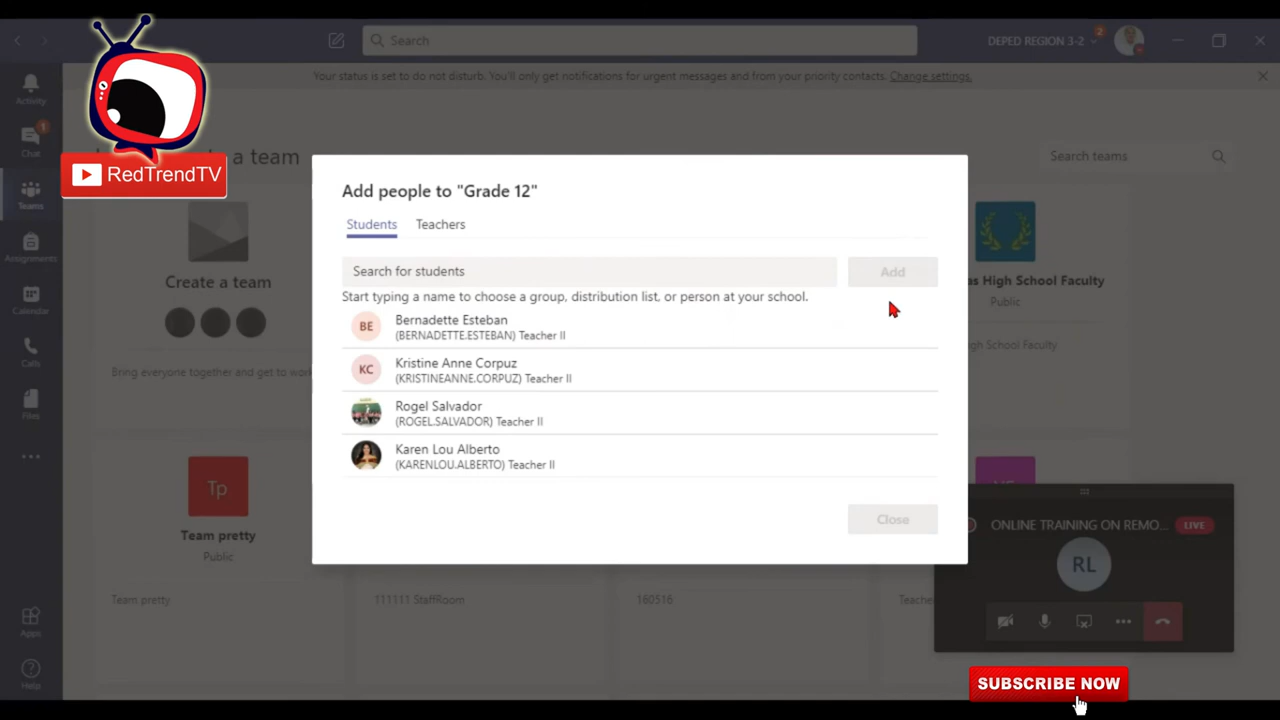 Search
DEPED REGION 3-2
2
Your status is set to do not disturb. You'll only get notifications for urgent messages and from your priority contacts. Change settings.
RedTrendTV
a team
Search teams
Activity
Chat
1
Teams
Assignments
Calendar
Calls
Files
Apps
Help
Create a team
Bring everyone together and get to
as High School Faculty
Public
High School Faculty
Add people to "Grade 12"
Students
Teachers
Search for students
Add
Start typing a name to choose a group, distribution list, or person at your school.
BE
Bernadette Esteban
(BERNADETTE.ESTEBAN) Teacher II
KC
Kristine Anne Corpuz
(KRISTINEANNE.CORPUZ) Teacher II
Rogel Salvador
(ROGEL.SALVADOR) Teacher II
Karen Lou Alberto
(KARENLOU.ALBERTO) Teacher II
Close
Tp
Team pretty
Public
Team pretty
111111 StaffRoom
160516
ONLINE TRAINING ON REMO...
LIVE
RL
SUBSCRIBE NOW